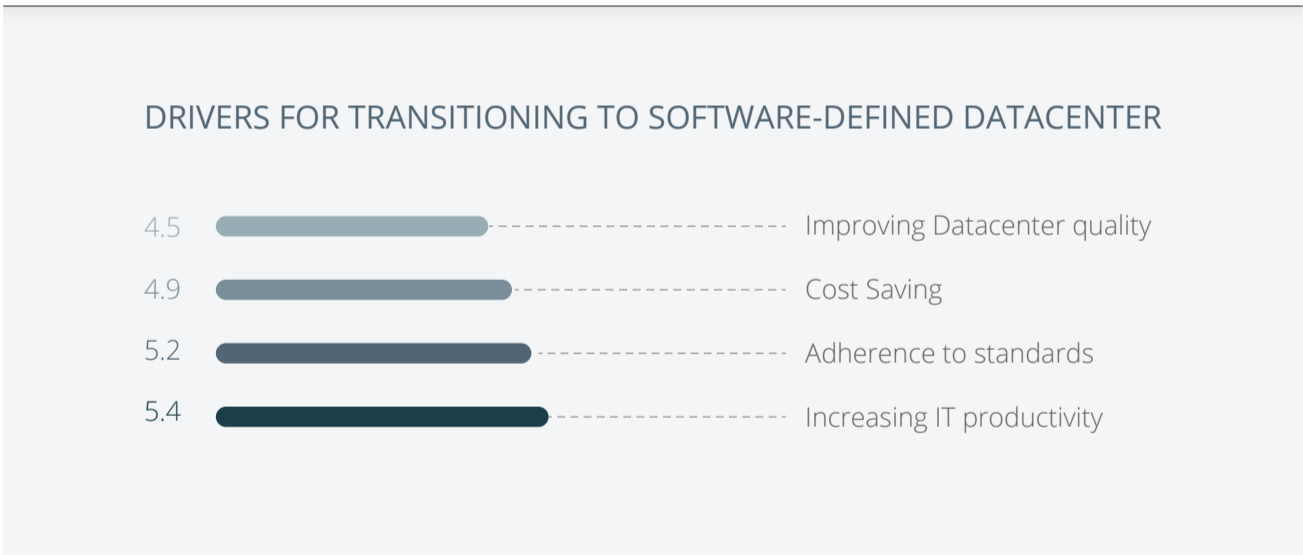 DRIVERS FOR TRANSITIONING TO SOFTWARE-DEFINED DATACENTER
4.5 Improving Datacenter quality
4.9 Cost Saving
5.2 Adherence to standards
5.4 Increasing IT productivity